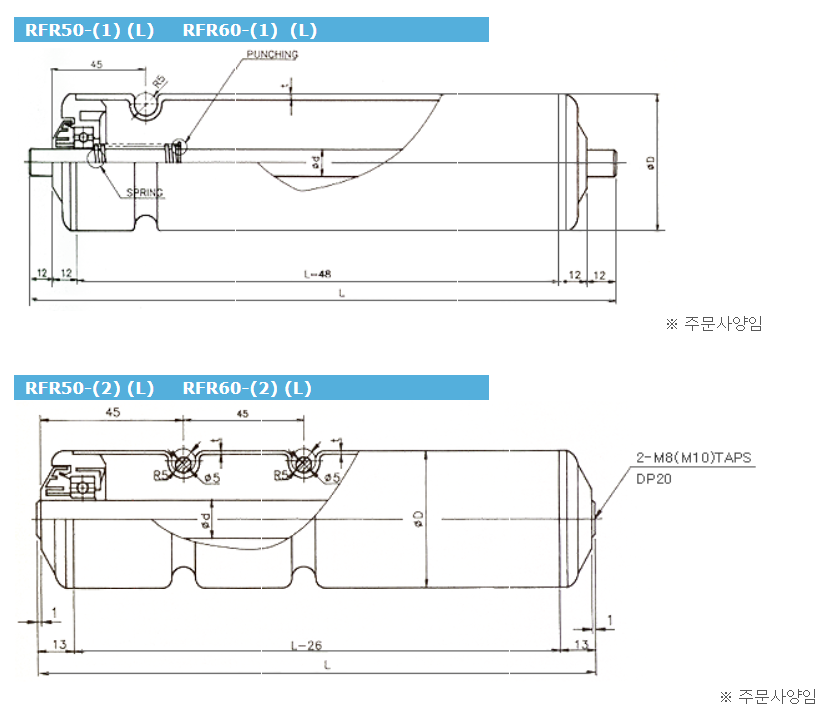 RFR50-(1) (L) RFR60-(1) (L)
PUNCHING
45
R5
t
ød
øD
SPRING
12 12 L-48 12 12
L
※ 주문사양임
RFR50-(2) (L) RFR60-(2) (L)
45 45
t t
2-M8(M10)TAPS
R5 ø5 R5 ø5
DP20
ød øD
1 1
13 L-26 13
L
※ 주문사양임